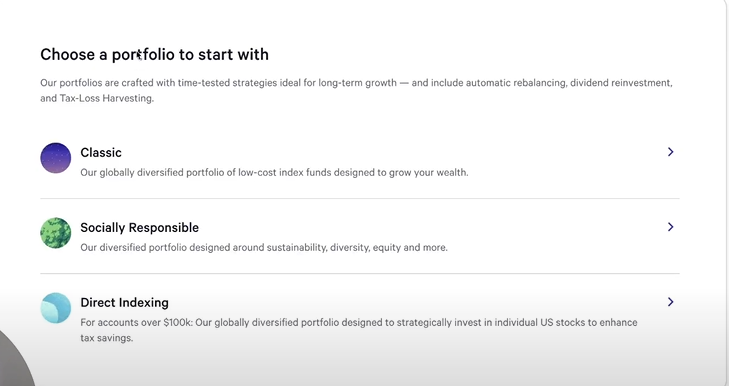 Choose a portfolio to start with
Our portfolios are crafted with time-tested strategies ideal for long-term growth — and include automatic rebalancing, dividend reinvestment,
and Tax-Loss Harvesting.
Classic
Our globally diversified portfolio of low-cost index funds designed to grow your wealth.
Socially Responsible
Our diversified portfolio designed around sustainability, diversity, equity and more.
Direct Indexing
For accounts over $100k: Our globally diversified portfolio designed to strategically invest in individual US stocks to enhance
tax savings.